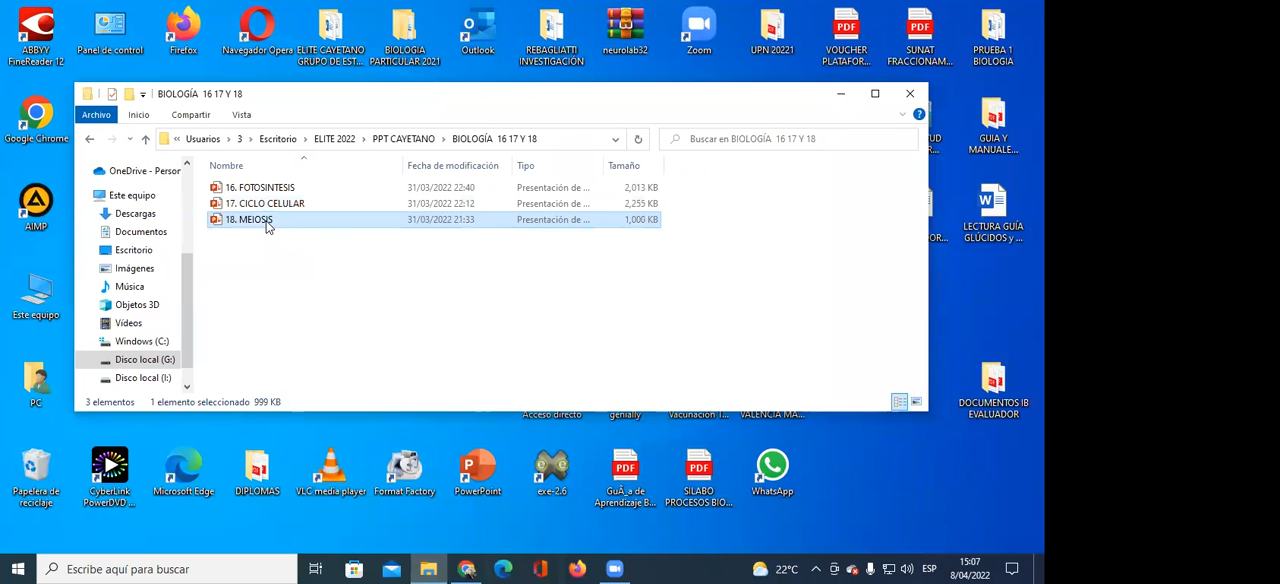 ABBYY
FineReader 12
Panel de control
Firefox
Navegador Opera
ELITE CAYETANO
GRUPO DE EST...
BIOLOGIA
PARTICULAR 2021
Outlook
REBAGLIATTI
INVESTIGACIÓN
neurolab32
Zoom
UPN 20221
VOUCHER
PLATAFOR...
SUNAT
FRACCIONAM...
PRUEBA 1
BIOLOGIA
BIOLOGÍA 16 17 Y 18
Archivo
Inicio
Compartir
Vista
« Usuarios › 3 › Escritorio › ELITE 2022 › PPT CAYETANO › BIOLOGÍA 16 17 Y 18
Buscar en BIOLOGÍA 16 17 Y 18
Nombre
Fecha de modificación
Tipo
Tamaño
16. FOTOSINTESIS
31/03/2022 22:40
Presentación de ...
2,013 KB
17. CICLO CELULAR
31/03/2022 22:12
Presentación de ...
2,255 KB
18. MEIOSIS
31/03/2022 21:33
Presentación de ...
1,000 KB
OneDrive - Person
Este equipo
Descargas
Documentos
Escritorio
Imágenes
Música
Objetos 3D
Vídeos
Windows (C:)
Disco local (G:)
Disco local (I:)
3 elementos
1 elemento seleccionado 999 KB
Google Chrome
AIMP
Este equipo
PC
GUIA Y
MANUALE...
LECTURA GUÍA
GLÚCIDOS y ...
DOCUMENTOS IB
EVALUADOR
Acceso directo
genially
Vacunación 1...
VALENCIA MA...
Papelera de
reciclaje
CyberLink
PowerDVD ...
Microsoft Edge
DIPLOMAS
VLC media player
Format Factory
PowerPoint
exe-2.6
PDF
GuÃ_a de
Aprendizaje B...
PDF
SILABO
PROCESOS BIO...
WhatsApp
Escribe aquí para buscar
22°C
ESP
15:07
8/04/2022